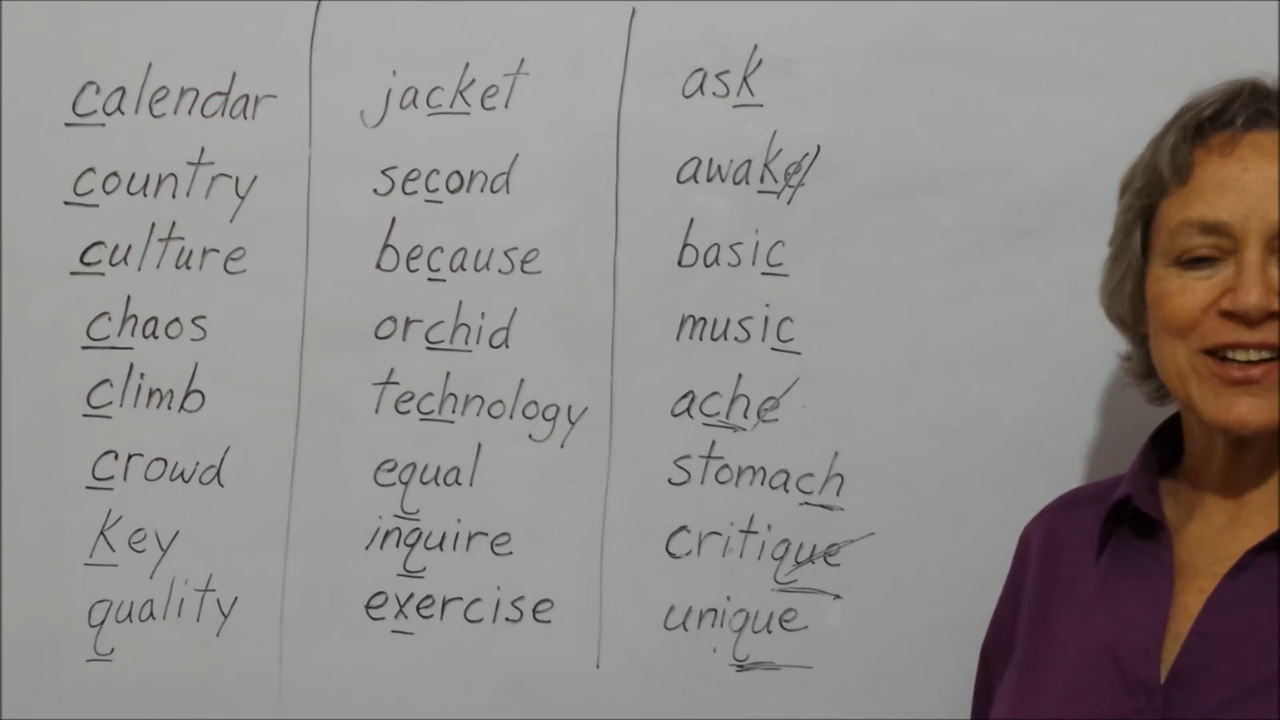 calendar
country
culture
chaos
climb
crowd
key
quality
jacket
second
because
orchid
technology
equal
inquire
exercise
ask
awake
basic
music
ache
stomach
critique
unique